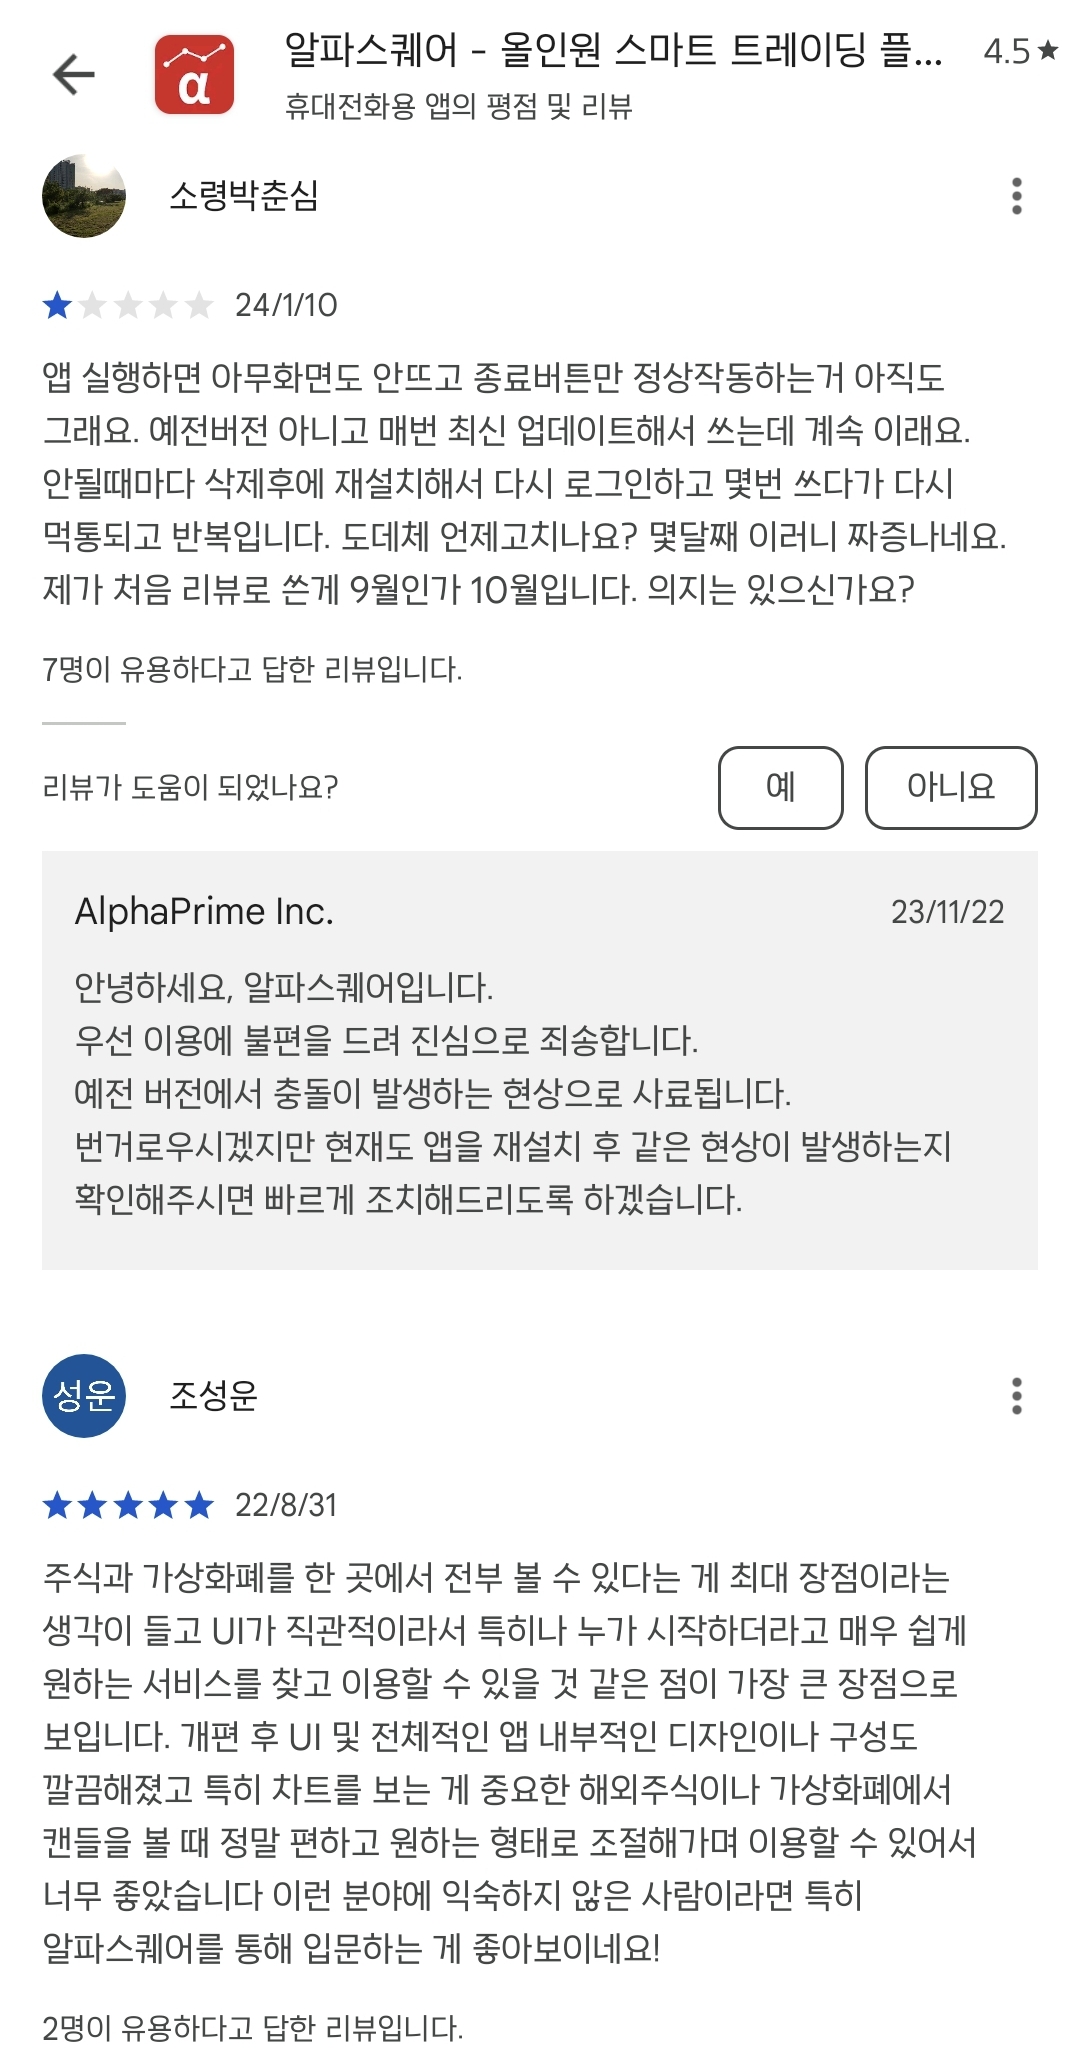 알파스퀘어 - 올인원 스마트 트레이딩 플...
4.5★
휴대전화용 앱의 평점 및 리뷰
소령박춘심
24/1/10
앱 실행하면 아무화면도 안뜨고 종료버튼만 정상작동하는거 아직도
그래요. 예전버전 아니고 매번 최신 업데이트해서 쓰는데 계속 이래요.
안될때마다 삭제후에 재설치해서 다시 로그인하고 몇번 쓰다가 다시
먹통되고 반복입니다. 도데체 언제고치나요? 몇달째 이러니 짜증나네요.
제가 처음 리뷰로 쓴게 9월인가 10월입니다. 의지는 있으신가요?
7명이 유용하다고 답한 리뷰입니다.
리뷰가 도움이 되었나요?
예
아니요
AlphaPrime Inc.
23/11/22
안녕하세요, 알파스퀘어입니다.
우선 이용에 불편을 드려 진심으로 죄송합니다.
예전 버전에서 충돌이 발생하는 현상으로 사료됩니다.
번거로우시겠지만 현재도 앱을 재설치 후 같은 현상이 발생하는지
확인해주시면 빠르게 조치해드리도록 하겠습니다.
성운
조성운
22/8/31
주식과 가상화폐를 한 곳에서 전부 볼 수 있다는 게 최대 장점이라는
생각이 들고 UI가 직관적이라서 특히나 누가 시작하더라고 매우 쉽게
원하는 서비스를 찾고 이용할 수 있을 것 같은 점이 가장 큰 장점으로
보입니다. 개편 후 UI 및 전체적인 앱 내부적인 디자인이나 구성도
깔끔해졌고 특히 차트를 보는 게 중요한 해외주식이나 가상화폐에서
캔들을 볼 때 정말 편하고 원하는 형태로 조절해가며 이용할 수 있어서
너무 좋았습니다 이런 분야에 익숙하지 않은 사람이라면 특히
알파스퀘어를 통해 입문하는 게 좋아보이네요!
2명이 유용하다고 답한 리뷰입니다.